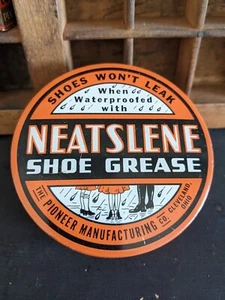 SHOES WON'T LEAK
When
Waterproofed
with
NEATSLENE
SHOE GREASE
THE PIONEER MANUFACTURING CO. CLEVELAND, OHIO